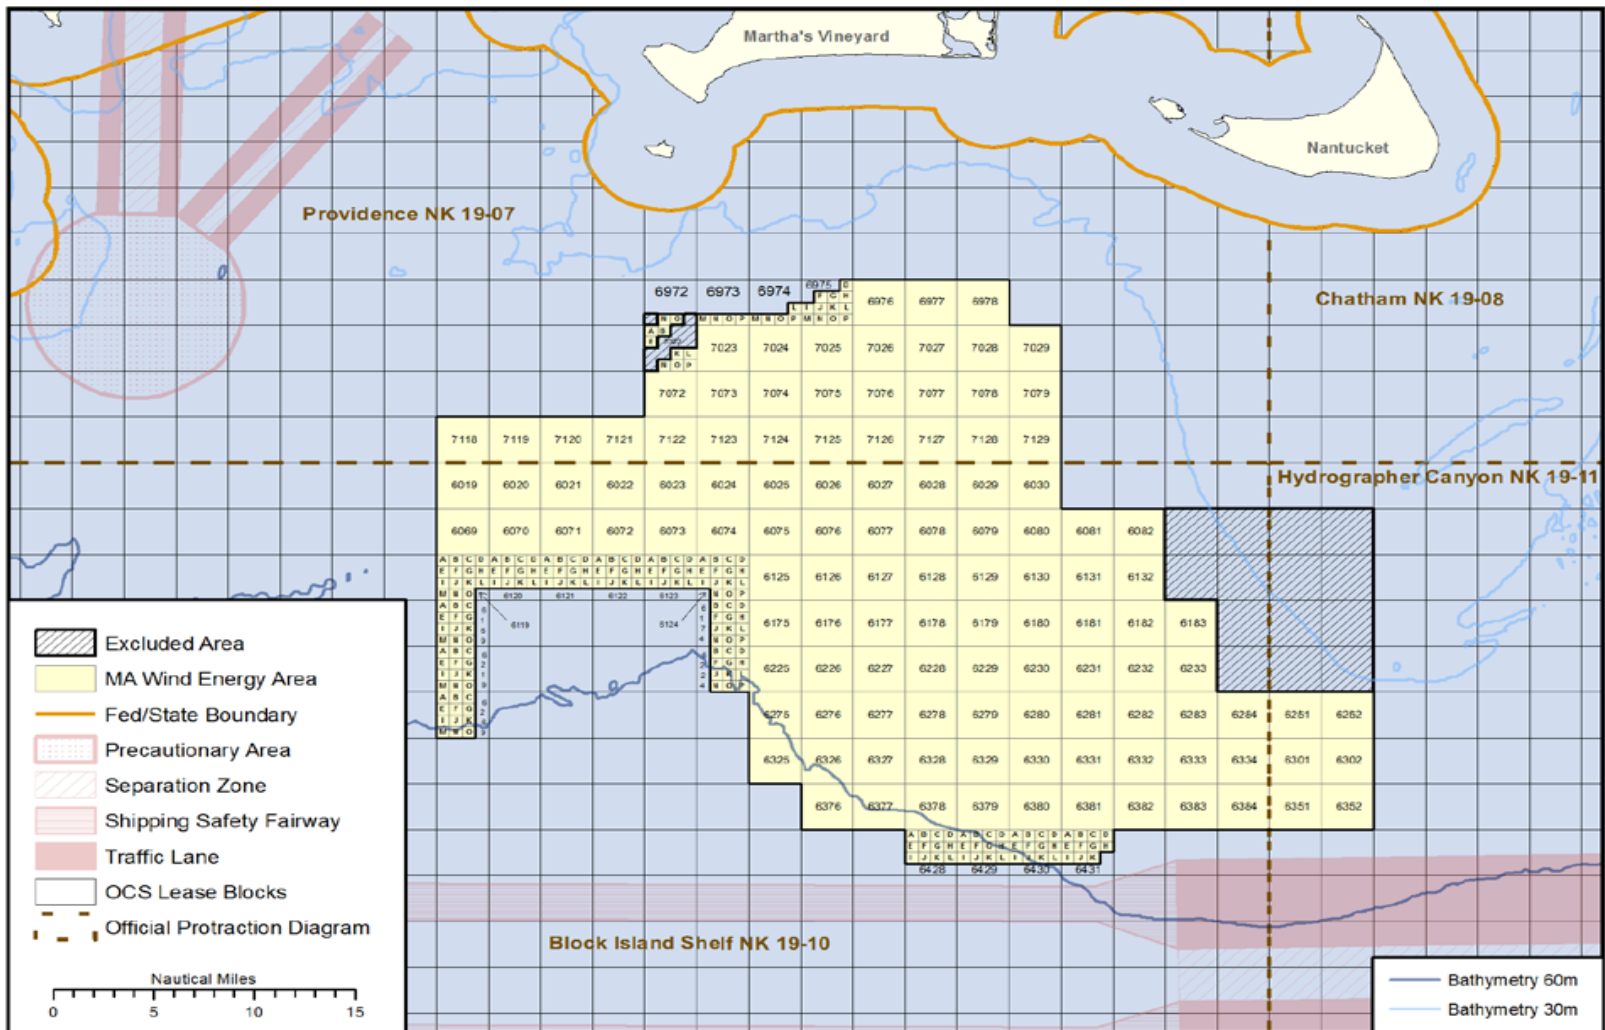 Martha's Vineyard
Nantucket
Providence NK 19-07
Chatham NK 19-08
6972 6973 6974 6975 D
F G H
6976 6977 6978
L I J K L
N O M N O P M N O P M N O P
A B
E
7023 7024 7025 7026 7027 7028 7029
K L
N O P
7072 7073 7074 7075 7076 7077 7078 7079
7118 7119 7120 7121 7122 7123 7124 7125 7126 7127 7128 7129
Hydrographer Canyon NK 19-11
6019 6020 6021 6022 6023 6024 6025 6026 6027 6028 6029 6030
6069 6070 6071 6072 6073 6074 6075 6076 6077 6078 6079 6080 6081 6082
A B C D A B C D A B C D A B C D A B C D A B C D
E F G H E F G H E F G H E F G H E F G H E F G H
I J K L I J K L I J K L I J K L I J K L I J K L
6125 6126 6127 6128 6129 6130 6131 6132
M N O 6120 6121 6122 6123 N O P
6119 6124
A B C B C D
E F G F G H
I J K J K L
M N O N O P
6175 6176 6177 6178 6179 6180 6181 6182 6183
A B C B C D
E F G F G H
I J K J K
M N O N O P
6225 6226 6227 6228 6229 6230 6231 6232 6233
A B C
E F G
I J K
M N O
6275 6276 6277 6278 6279 6280 6281 6282 6283 6284 6251 6252
6325 6326 6327 6328 6329 6330 6331 6332 6333 6334 6301 6302
6376 6377 6378 6379 6380 6381 6382 6383 6384 6351 6352
A B C D A B C D A B C D A B C D
E F G H E F G H E F G H E F G H
I J K L I J K L I J K L I J K
6428 6429 6430 6431
Block Island Shelf NK 19-10
Excluded Area
MA Wind Energy Area
Fed/State Boundary
Precautionary Area
Separation Zone
Shipping Safety Fairway
Traffic Lane
OCS Lease Blocks
Official Protraction Diagram
Nautical Miles
0 5 10 15
Bathymetry 60m
Bathymetry 30m